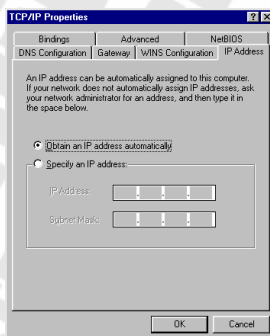 TCP/IP Properties
Bindings Advanced NetBIOS
DNS Configuration Gateway WINS Configuration IP Address
An IP address can be automatically assigned to this computer.
If your network does not automatically assign IP addresses, ask
your network administrator for an address, and then type it in
the space below.
Obtain an IP address automatically
Specify an IP address:
IP Address:
Subnet Mask:
OK Cancel